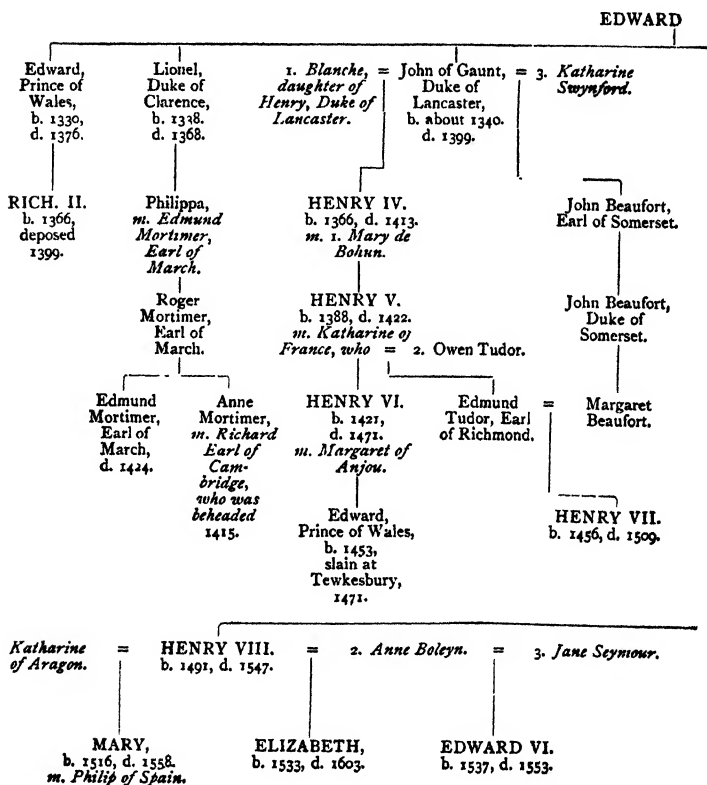 EDWARD
Edward,
Prince of
Wales,
b. 1330,
d. 1376.
Lionel,
Duke of
Clarence,
b. 1338.
d. 1368.
1. Blanche,
daughter of
Henry, Duke of
Lancaster.
=
John of Gaunt,
Duke of
Lancaster,
b. about 1340.
d. 1399.
=
3. Katharine
Swynford.
RICH. II.
b. 1366,
deposed
1399.
Philippa,
m. Edmund
Mortimer,
Earl of
March.
HENRY IV.
b. 1366, d. 1413.
m. 1. Mary de
Bohun.
John Beaufort,
Earl of Somerset.
Roger
Mortimer,
Earl of
March.
HENRY V.
b. 1388, d. 1422.
m. Katharine of
France, who = 2. Owen Tudor.
John Beaufort,
Duke of
Somerset.
Edmund
Mortimer,
Earl of
March,
d. 1424.
Anne
Mortimer,
m. Richard
Earl of
Cam-
bridge,
who was
beheaded
1415.
HENRY VI.
b. 1421,
d. 1471.
m. Margaret of
Anjou.
Edmund
Tudor, Earl
of Richmond.
=
Margaret
Beaufort.
Edward,
Prince of Wales,
b. 1453,
slain at
Tewkesbury,
1471.
HENRY VII.
b. 1456, d. 1509.
Katharine
of Aragon.
=
HENRY VIII.
b. 1491, d. 1547.
=
2. Anne Boleyn.
=
3. Jane Seymour.
MARY,
b. 1516, d. 1558.
m. Philip of Spain.
ELIZABETH,
b. 1533, d. 1603.
EDWARD VI.
b. 1537, d. 1553.